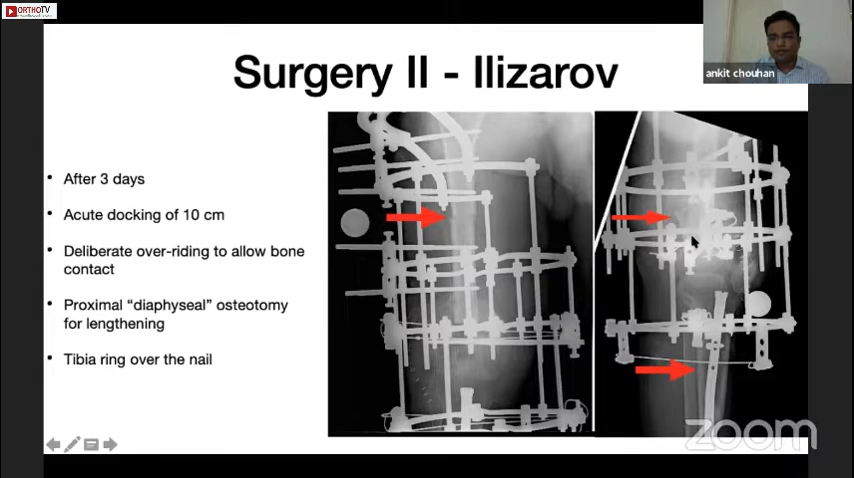 ORTHOTV
ankit chouhan
Surgery II - Ilizarov
• After 3 days
• Acute docking of 10 cm
• Deliberate over-riding to allow bone
contact
• Proximal “diaphyseal” osteotomy
for lengthening
• Tibia ring over the nail
zoom